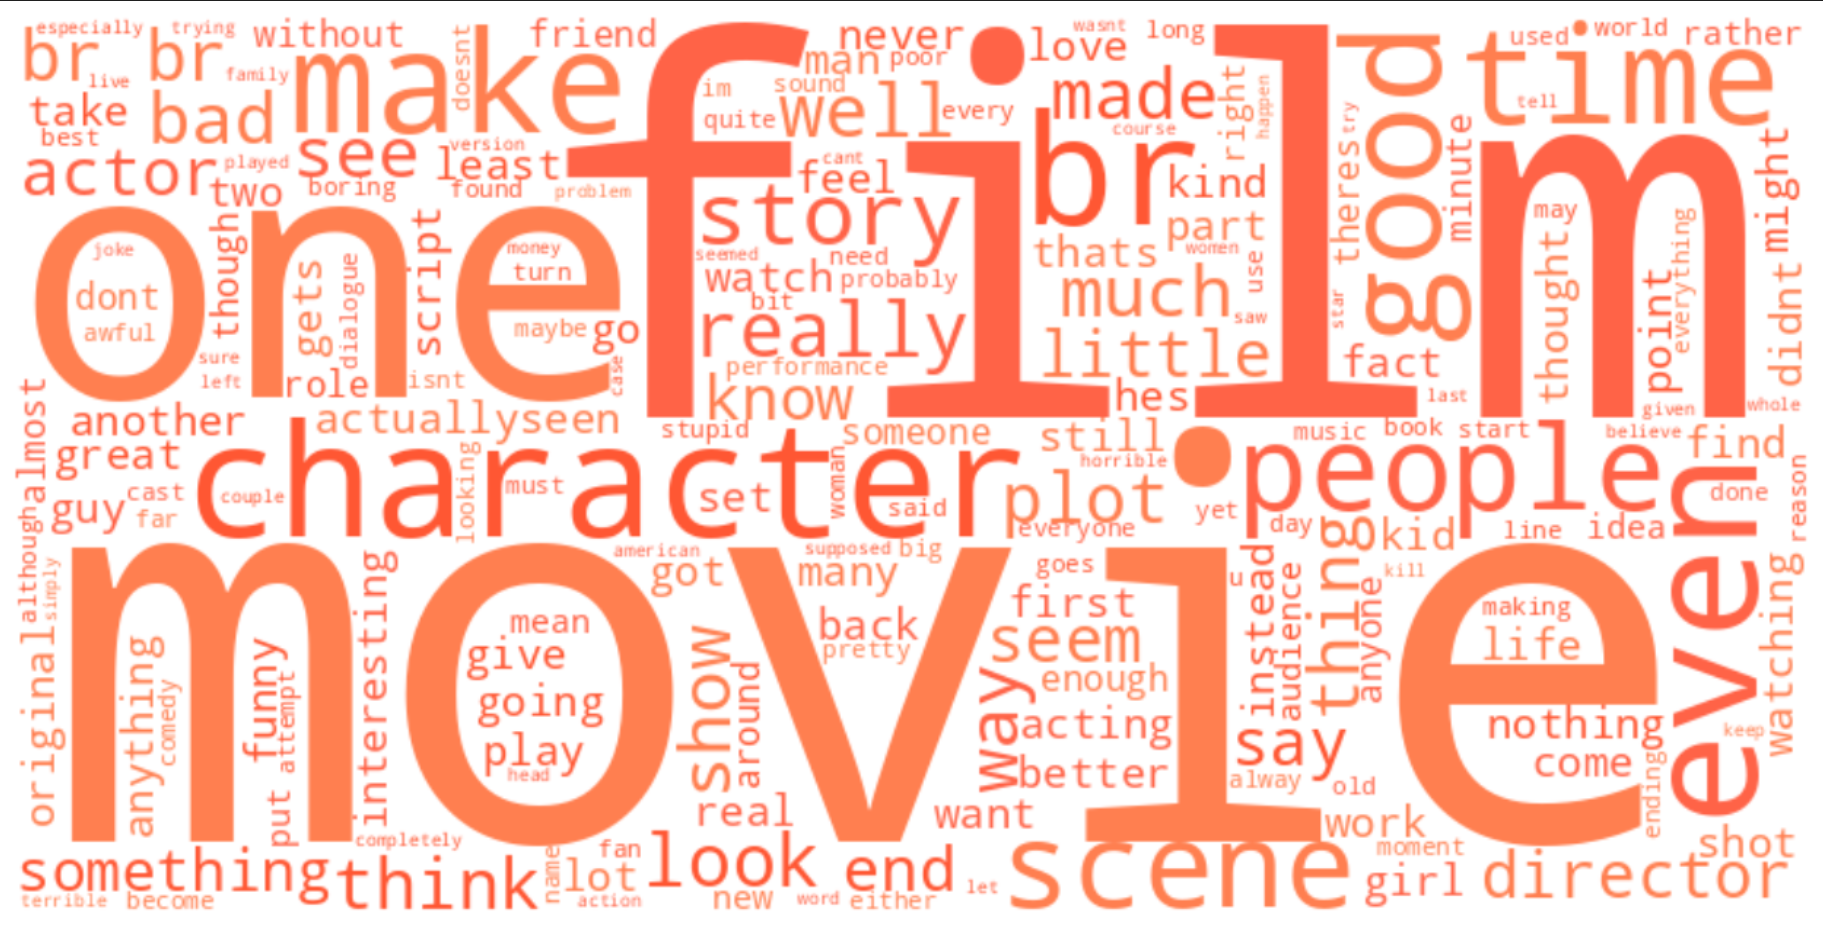 especially
trying
without
friend
never
love
wasnt
long
used
world
rather
br
br
live
family
make
doesnt
film
man
poor
time
take
bad
im
sound
well
every
made
right
happen
good
tell
best
quite
course
try
minute
actor
played
see
version
least
cant
feel
br
kind
theres
might
two
boring
found
problem
story
part
may
one
though
script
joke
money
seemed
need
thats
women
use
thought
everything
dont
gets
dialogue
turn
watch
probably
much
star
point
didnt
awful
maybe
go
bit
really
little
saw
sure
left
role
isnt
case
performance
fact
almost
another
actually
seen
know
hes
last
given
whole
stupid
someone
still
music
book
start
believe
find
great
character
looking
woman
horrible
people
even
guy
cast
far
couple
must
set
said
plot
yet
day
kid
line
idea
done
reason
although
everyone
simply
american
supposed
big
movie
interesting
got
many
goes
u
thing
kill
instead
audience
anyone
watching
original
anything
comedy
funny
attempt
put
mean
give
going
play
head
show
around
back
pretty
first
seem
enough
way
acting
better
say
making
life
nothing
come
keep
ending
real
want
alway
old
work
completely
something
think
name
fan
lot
look
end
scene
moment
girl
director
shot
terrible
become
action
new
word
either
let